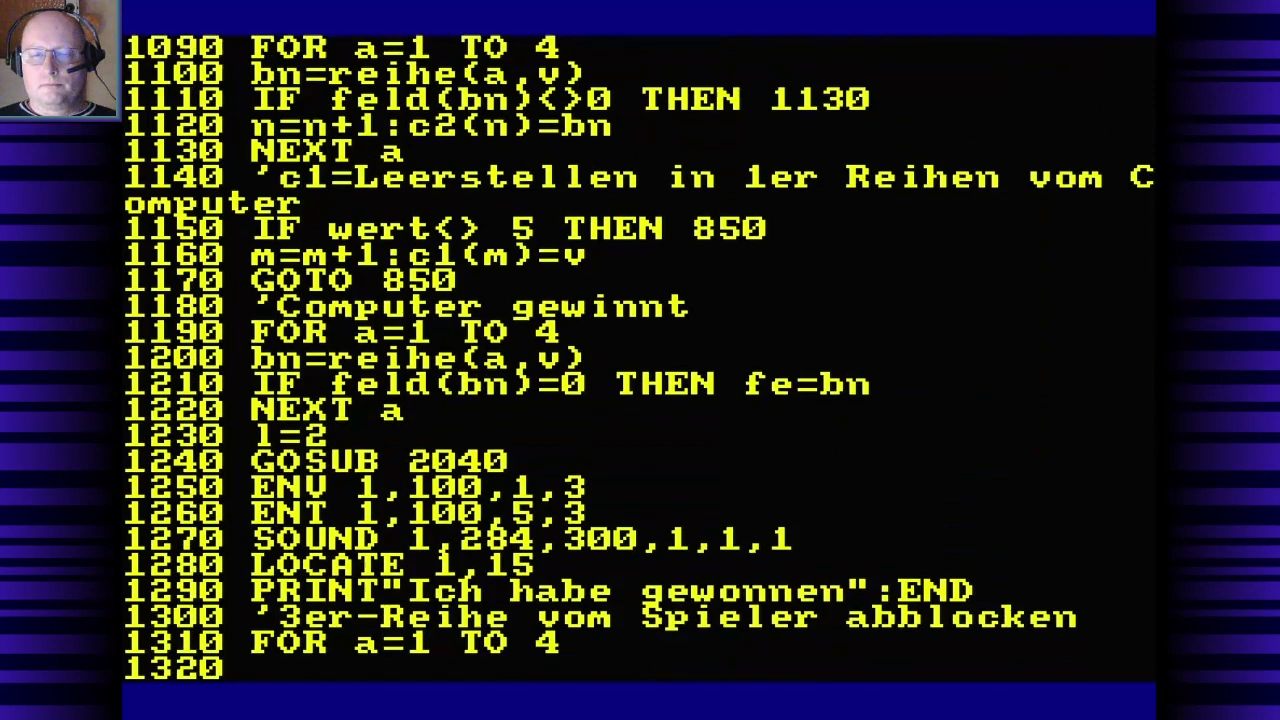 1090 FOR a=1 TO 4
1100 bn=reihe(a,v)
1110 IF feld(bn)<>0 THEN 1130
1120 n=n+1:c2(n)=bn
1130 NEXT a
1140 'c1=Leerstellen in 1er Reihen vom C
omputer
1150 IF wert<> 5 THEN 850
1160 m=m+1:c1(m)=v
1170 GOTO 850
1180 'Computer gewinnt
1190 FOR a=1 TO 4
1200 bn=reihe(a,v)
1210 IF feld(bn)=0 THEN fe=bn
1220 NEXT a
1230 l=2
1240 GOSUB 2040
1250 ENV 1,100,1,3
1260 ENT 1,100,5,3
1270 SOUND 1,284,300,1,1,1
1280 LOCATE 1,15
1290 PRINT"Ich habe gewonnen":END
1300 '3er-Reihe vom Spieler abblocken
1310 FOR a=1 TO 4
1320